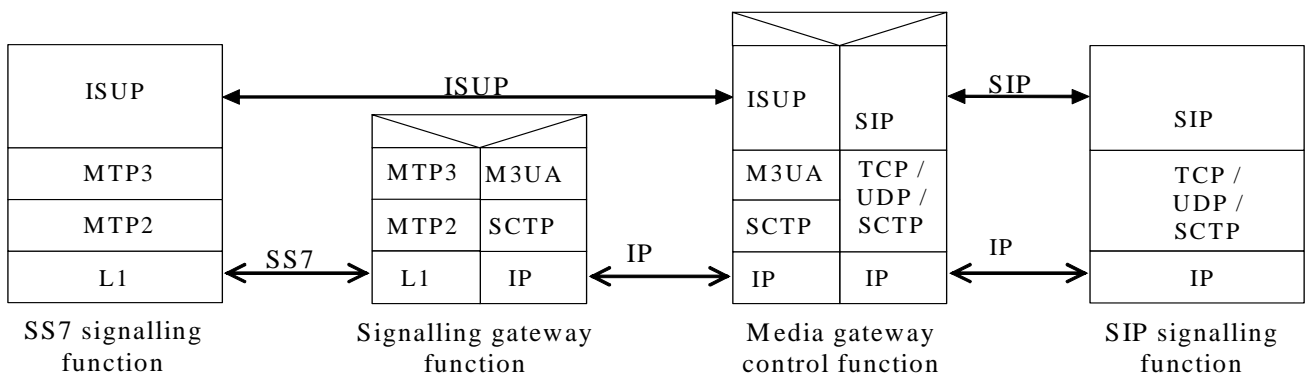 ISUP
MTP3
MTP2
L1
SS7 signalling
function
ISUP
SS7
MTP3
M3UA
MTP2
SCTP
L1
IP
Signalling gateway
function
IP
ISUP
SIP
M3UA
SCTP
IP
TCP /
UDP /
SCTP
IP
Media gateway
control function
SIP
IP
SIP
TCP /
UDP /
SCTP
IP
SIP signalling
function